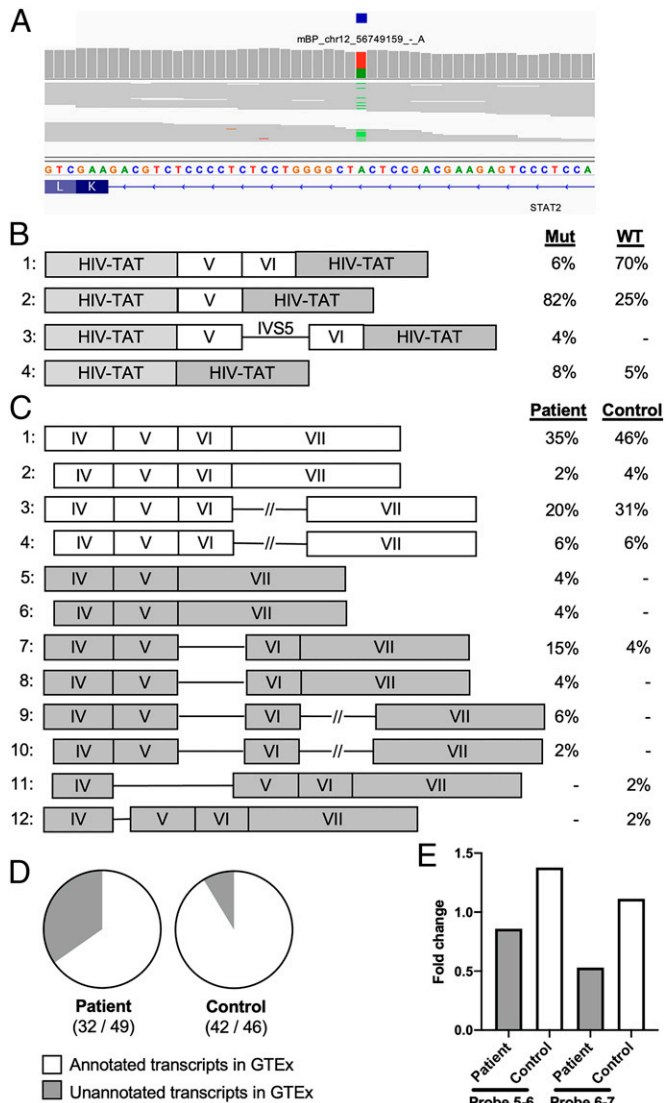 A
mBP_chr12_56749159_-_A
G T C G A A G A C G T C T C C C C T C T C C T G G G G C T A C T C C G A C G A A G A G T C C C T C C A
L K
STAT2
B
Mut WT
1: HIV-TAT V VI HIV-TAT 6% 70%
2: HIV-TAT V HIV-TAT 82% 25%
3: HIV-TAT V IVS5 VI HIV-TAT 4% -
4: HIV-TAT HIV-TAT 8% 5%
C
Patient Control
1: IV V VI VII 35% 46%
2: IV V VI VII 2% 4%
3: IV V VI // VII 20% 31%
4: IV V VI // VII 6% 6%
5: IV V VII 4% -
6: IV V VII 4% -
7: IV V VI VII 15% 4%
8: IV V VI VII 4% -
9: IV V VI // VII 6% -
10: IV V VI // VII 2% -
11: IV V VI VII - 2%
12: IV V VI VII - 2%
D
Patient Control
(32 / 49) (42 / 46)
Annotated transcripts in GTEx
Unannotated transcripts in GTEx
E
Fold change
1.5
1.0
0.5
0.0
Patient Control Patient Control
Probe 5-6 Probe 6-7